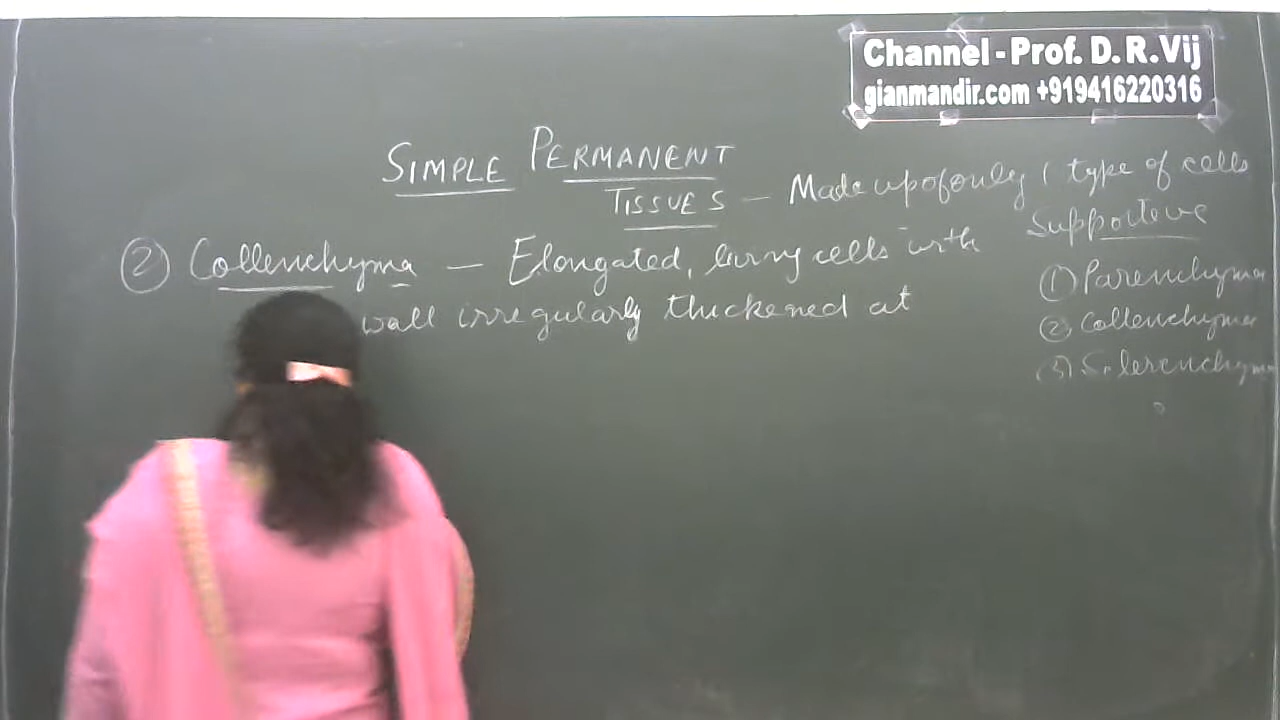 Channel - Prof. D. R. Vij
gianmandir.com +919416220316
SIMPLE PERMANENT
TISSUES — Made up of only 1 type of cells
Supportive
② Collenchyma — Elongated, living cells with
wall irregularly thickened at
① Parenchyma
② Collenchyma
③ Sclerenchyma